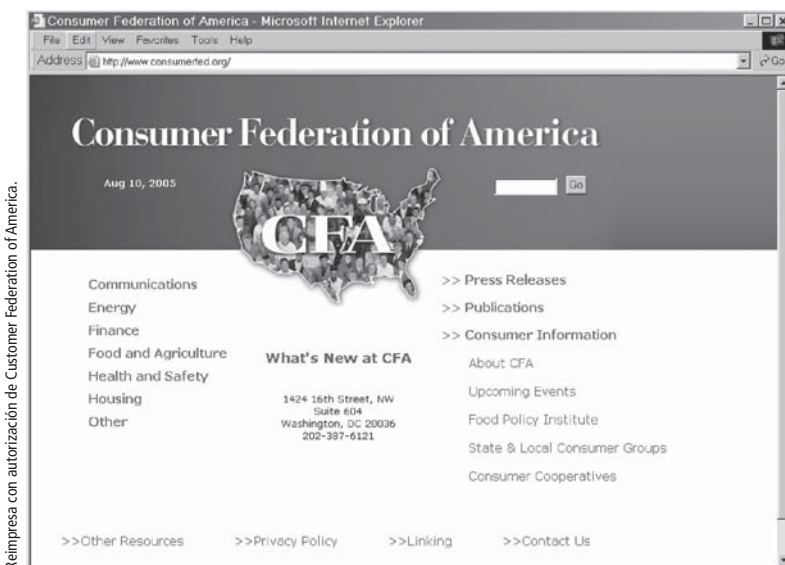 Consumer Federation of America - Microsoft Internet Explorer
File Edit View Favorites Tools Help
Address http://www.consumerfed.org/ Go
Consumer Federation of America
Aug 10, 2005
Go
CFA
Communications
Energy
Finance
Food and Agriculture
Health and Safety
Housing
Other
What's New at CFA
1424 16th Street, NW
Suite 604
Washington, DC 20036
202-387-6121
>> Press Releases
>> Publications
>> Consumer Information
About CFA
Upcoming Events
Food Policy Institute
State & Local Consumer Groups
Consumer Cooperatives
>>Other Resources >>Privacy Policy >>Linking >>Contact Us
Reimpresa con autorización de Customer Federation of America.